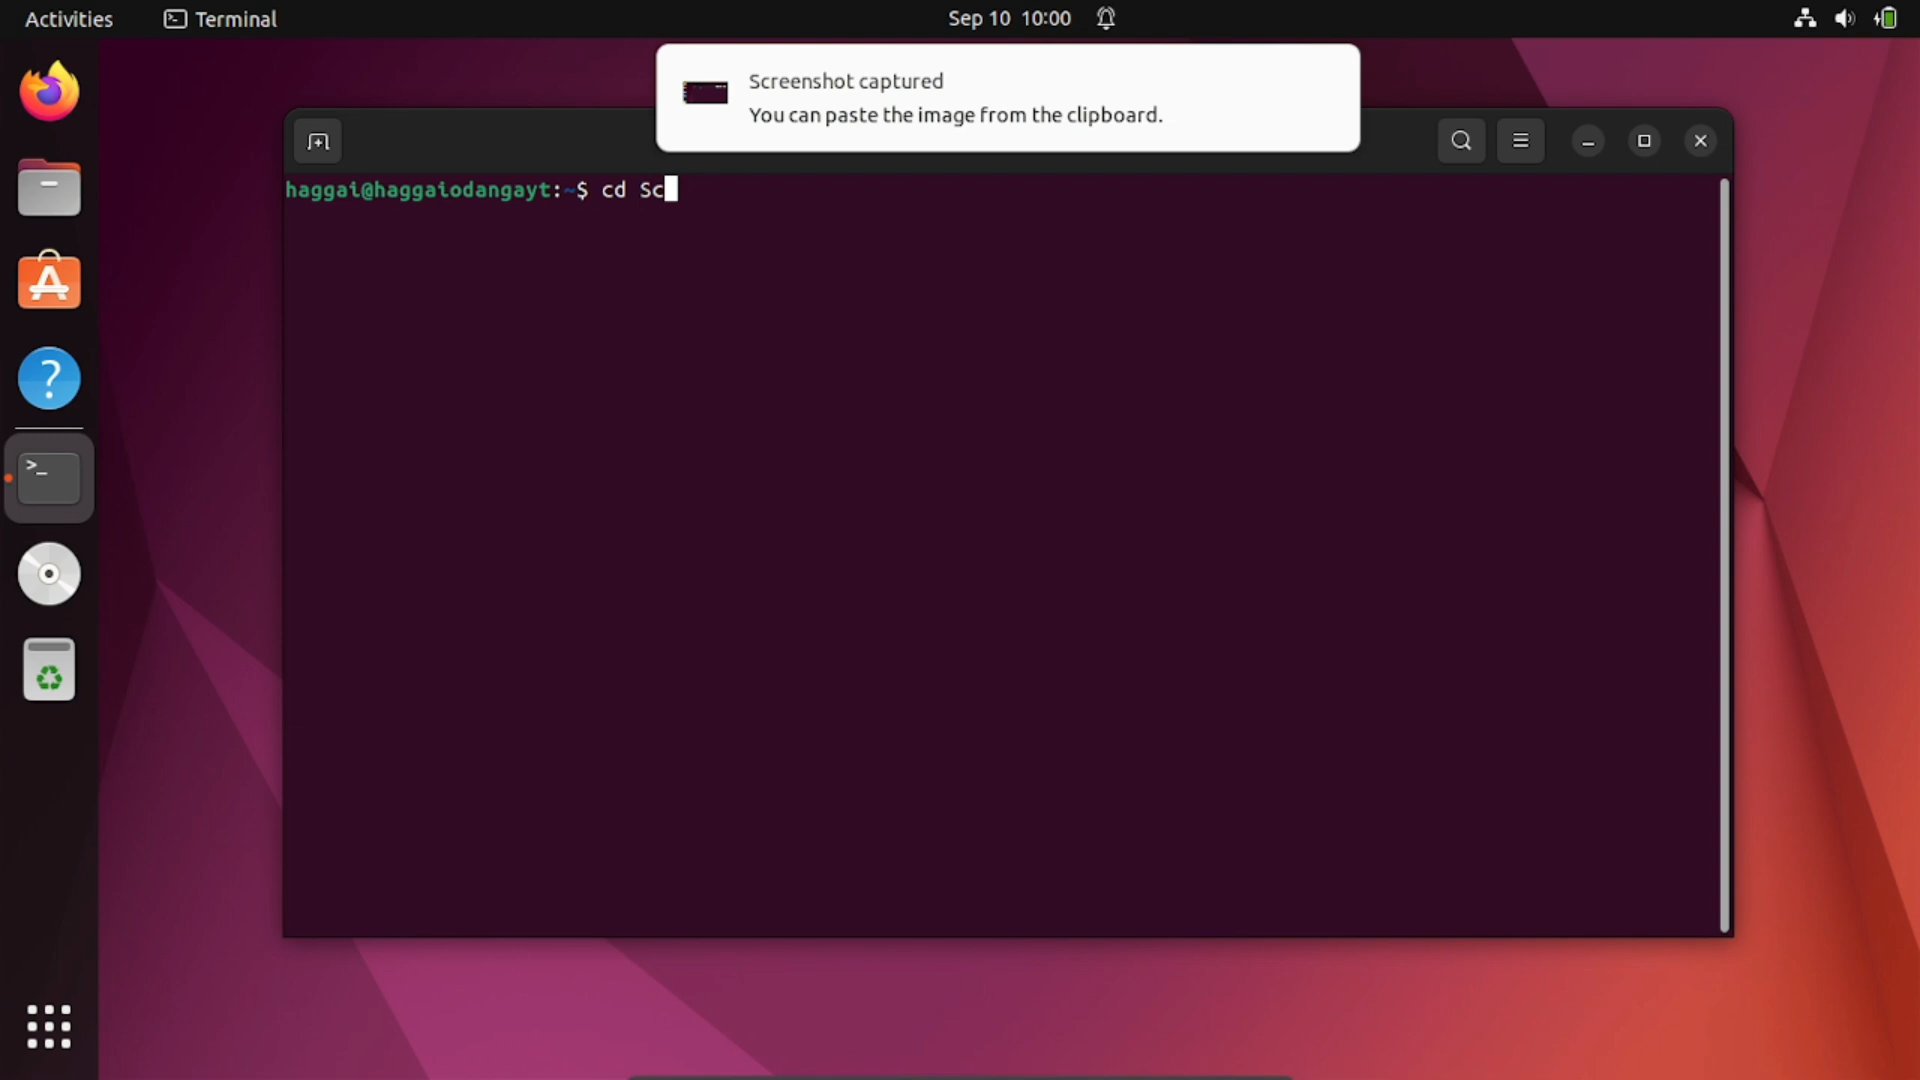 Activities Terminal Sep 10 10:00
Screenshot captured
You can paste the image from the clipboard.
haggai@haggaiodangayt:~$ cd Sc